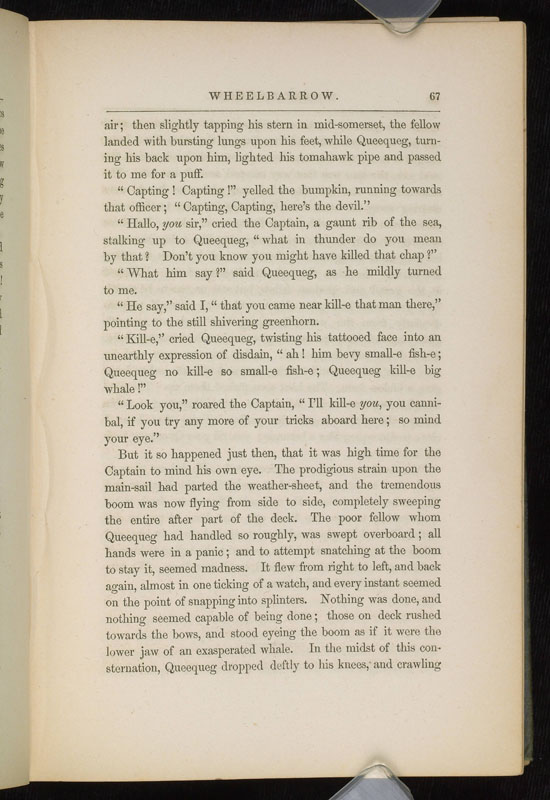 WHEELBARROW. 67
air; then slightly tapping his stern in mid-somerset, the fellow
landed with bursting lungs upon his feet, while Queequeg, turn-
ing his back upon him, lighted his tomahawk pipe and passed
it to me for a puff.
“Capting! Capting!” yelled the bumpkin, running towards
that officer; “Capting, Capting, here’s the devil.”
“Hallo, you sir,” cried the Captain, a gaunt rib of the sea,
stalking up to Queequeg, “what in thunder do you mean
by that? Don’t you know you might have killed that chap?”
“What him say?” said Queequeg, as he mildly turned
to me.
“He say,” said I, “that you came near kill-e that man there,”
pointing to the still shivering greenhorn.
“Kill-e,” cried Queequeg, twisting his tattooed face into an
unearthly expression of disdain, “ah! him bevy small-e fish-e;
Queequeg no kill-e so small-e fish-e; Queequeg kill-e big
whale!”
“Look you,” roared the Captain, “I’ll kill-e you, you canni-
bal, if you try any more of your tricks aboard here; so mind
your eye.”
But it so happened just then, that it was high time for the
Captain to mind his own eye. The prodigious strain upon the
main-sail had parted the weather-sheet, and the tremendous
boom was now flying from side to side, completely sweeping
the entire after part of the deck. The poor fellow whom
Queequeg had handled so roughly, was swept overboard; all
hands were in a panic; and to attempt snatching at the boom
to stay it, seemed madness. It flew from right to left, and back
again, almost in one ticking of a watch, and every instant seemed
on the point of snapping into splinters. Nothing was done, and
nothing seemed capable of being done; those on deck rushed
towards the bows, and stood eyeing the boom as if it were the
lower jaw of an exasperated whale. In the midst of this con-
sternation, Queequeg dropped deftly to his knees, and crawling